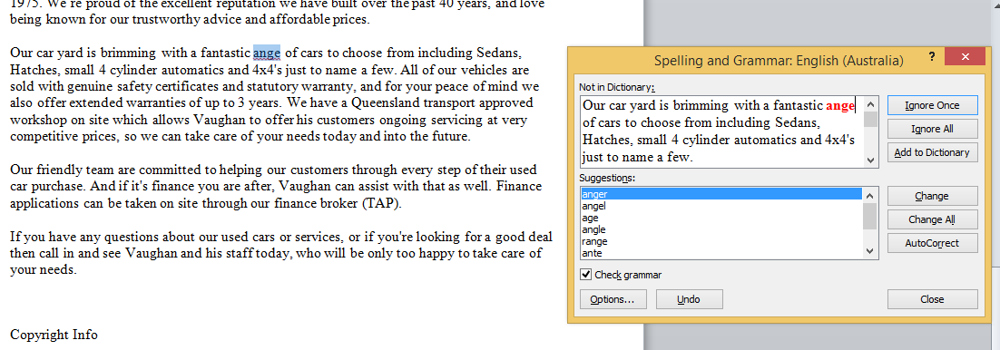 1975. We're proud of the excellent reputation we have built over the past 40 years, and love
being known for our trustworthy advice and affordable prices.
Our car yard is brimming with a fantastic ange of cars to choose from including Sedans,
Hatches, small 4 cylinder automatics and 4x4's just to name a few. All of our vehicles are
sold with genuine safety certificates and statutory warranty, and for your peace of mind we
also offer extended warranties of up to 3 years. We have a Queensland transport approved
workshop on site which allows Vaughan to offer his customers ongoing servicing at very
competitive prices, so we can take care of your needs today and into the future.
Our friendly team are committed to helping our customers through every step of their used
car purchase. And if it's finance you are after, Vaughan can assist with that as well. Finance
applications can be taken on site through our finance broker (TAP).
If you have any questions about our used cars or services, or if you're looking for a good deal
then call in and see Vaughan and his staff today, who will be only too happy to take care of
your needs.
Copyright Info
Spelling and Grammar: English (Australia)
?
x
Not in Dictionary:
Our car yard is brimming with a fantastic ange
of cars to choose from including Sedans,
Hatches, small 4 cylinder automatics and 4x4's
just to name a few.
Ignore Once
Ignore All
Add to Dictionary
Suggestions:
anger
angel
age
angle
range
ante
Change
Change All
AutoCorrect
Check grammar
Options...
Undo
Close